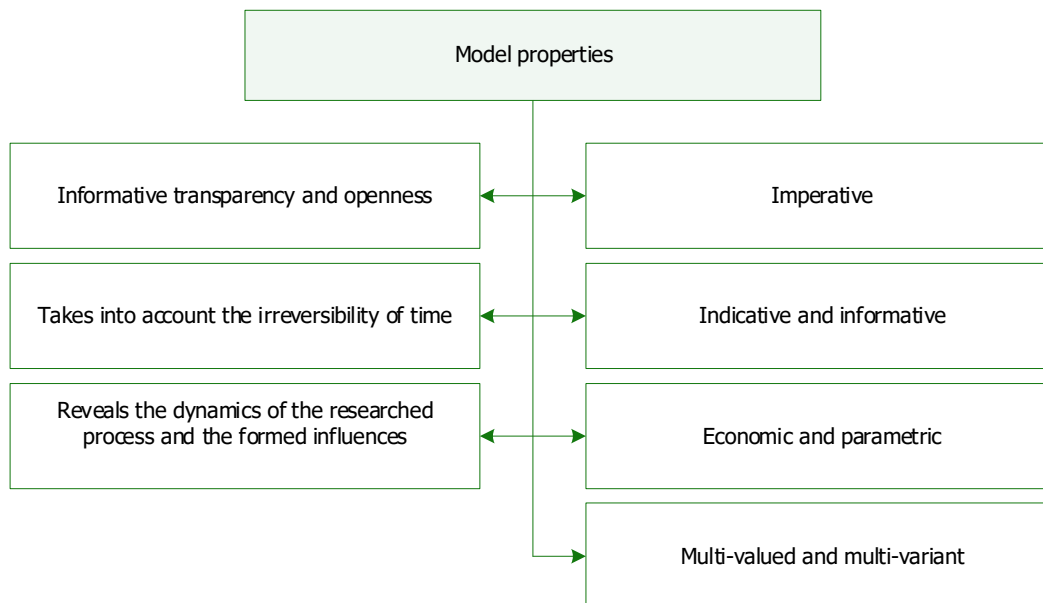 Model properties
Informative transparency and openness
Imperative
Takes into account the irreversibility of time
Indicative and informative
Reveals the dynamics of the researched
process and the formed influences
Economic and parametric
Multi-valued and multi-variant